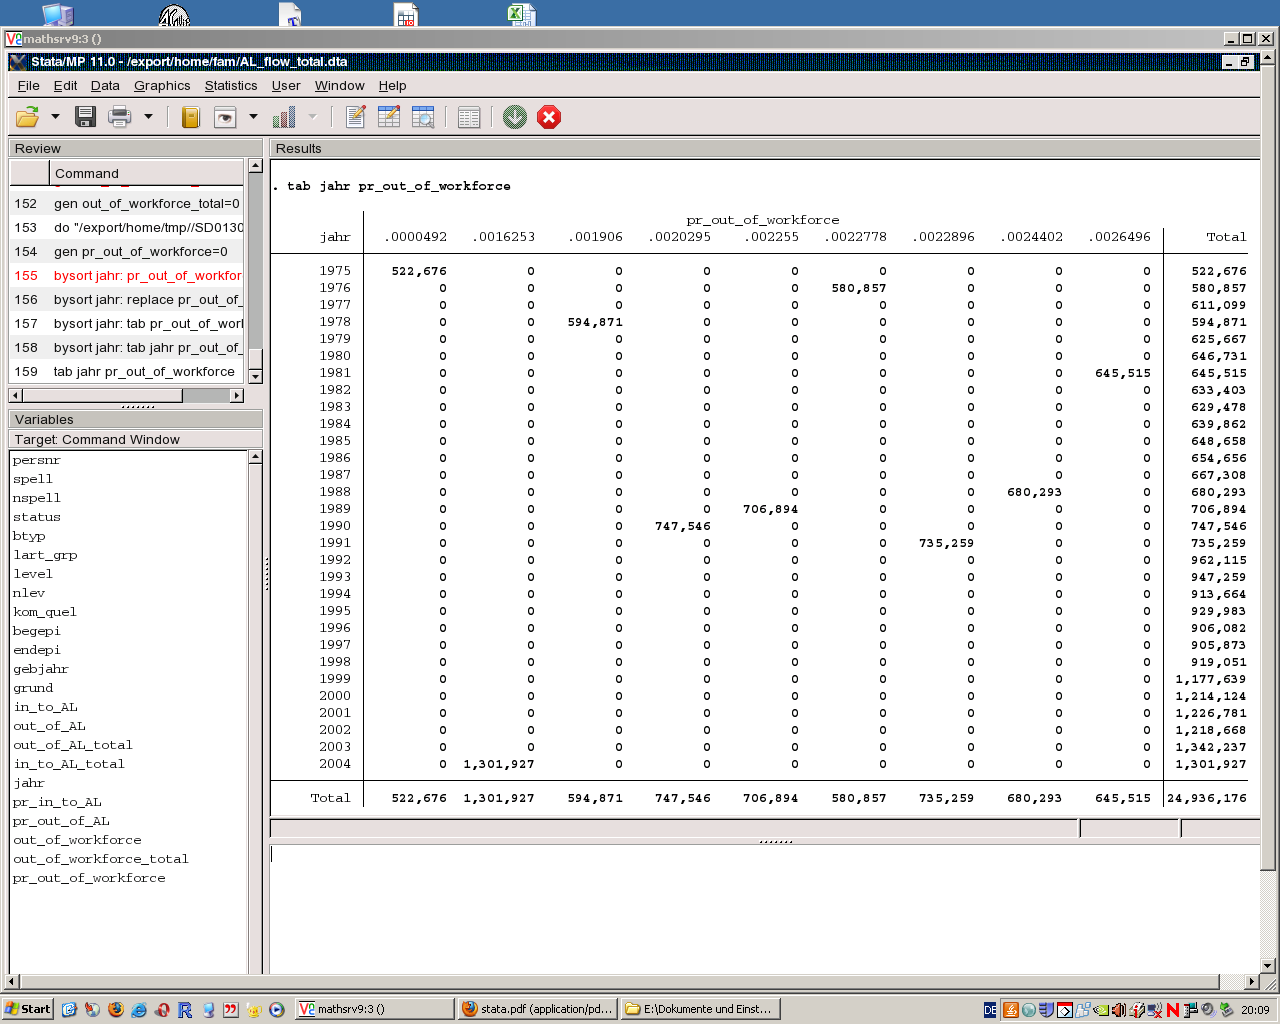 mathsrv9:3 ()
Stata/MP 11.0 - /export/home/fam/AL_flow_total.dta
File Edit Data Graphics Statistics User Window Help
Review
Command
152 gen out_of_workforce_total=0
153 do "/export/home/tmp//SD0130
154 gen pr_out_of_workforce=0
155 bysort jahr: pr_out_of_workfor
156 bysort jahr: replace pr_out_of_
157 bysort jahr: tab pr_out_of_worl
158 bysort jahr: tab jahr pr_out_of_
159 tab jahr pr_out_of_workforce
Variables
Target: Command Window
persnr
spell
nspell
status
btyp
lart_grp
level
nlev
kom_quel
begepi
endepi
gebjahr
grund
in_to_AL
out_of_AL
out_of_AL_total
in_to_AL_total
jahr
pr_in_to_AL
pr_out_of_AL
out_of_workforce
out_of_workforce_total
pr_out_of_workforce
Results
. tab jahr pr_out_of_workforce
pr_out_of_workforce
jahr .0000492 .0016253 .001906 .0020295 .002255 .0022778 .0022896 .0024402 .0026496 Total
1975 522,676 0 0 0 0 0 0 0 0 522,676
1976 0 0 0 0 0 580,857 0 0 0 580,857
1977 0 0 0 0 0 0 0 0 0 611,099
1978 0 0 594,871 0 0 0 0 0 0 594,871
1979 0 0 0 0 0 0 0 0 0 625,667
1980 0 0 0 0 0 0 0 0 0 646,731
1981 0 0 0 0 0 0 0 0 645,515 645,515
1982 0 0 0 0 0 0 0 0 0 633,403
1983 0 0 0 0 0 0 0 0 0 629,478
1984 0 0 0 0 0 0 0 0 0 639,862
1985 0 0 0 0 0 0 0 0 0 648,658
1986 0 0 0 0 0 0 0 0 0 654,656
1987 0 0 0 0 0 0 0 0 0 667,308
1988 0 0 0 0 0 0 0 680,293 0 680,293
1989 0 0 0 0 706,894 0 0 0 0 706,894
1990 0 0 0 747,546 0 0 0 0 0 747,546
1991 0 0 0 0 0 0 735,259 0 0 735,259
1992 0 0 0 0 0 0 0 0 0 962,115
1993 0 0 0 0 0 0 0 0 0 947,259
1994 0 0 0 0 0 0 0 0 0 913,664
1995 0 0 0 0 0 0 0 0 0 929,983
1996 0 0 0 0 0 0 0 0 0 906,082
1997 0 0 0 0 0 0 0 0 0 905,873
1998 0 0 0 0 0 0 0 0 0 919,051
1999 0 0 0 0 0 0 0 0 0 1,177,639
2000 0 0 0 0 0 0 0 0 0 1,214,124
2001 0 0 0 0 0 0 0 0 0 1,226,781
2002 0 0 0 0 0 0 0 0 0 1,218,668
2003 0 0 0 0 0 0 0 0 0 1,342,237
2004 0 1,301,927 0 0 0 0 0 0 0 1,301,927
Total 522,676 1,301,927 594,871 747,546 706,894 580,857 735,259 680,293 645,515 24,936,176
Start mathsrv9:3 () stata.pdf (application/pd... E:\Dokumente und Einst... DE 20:09